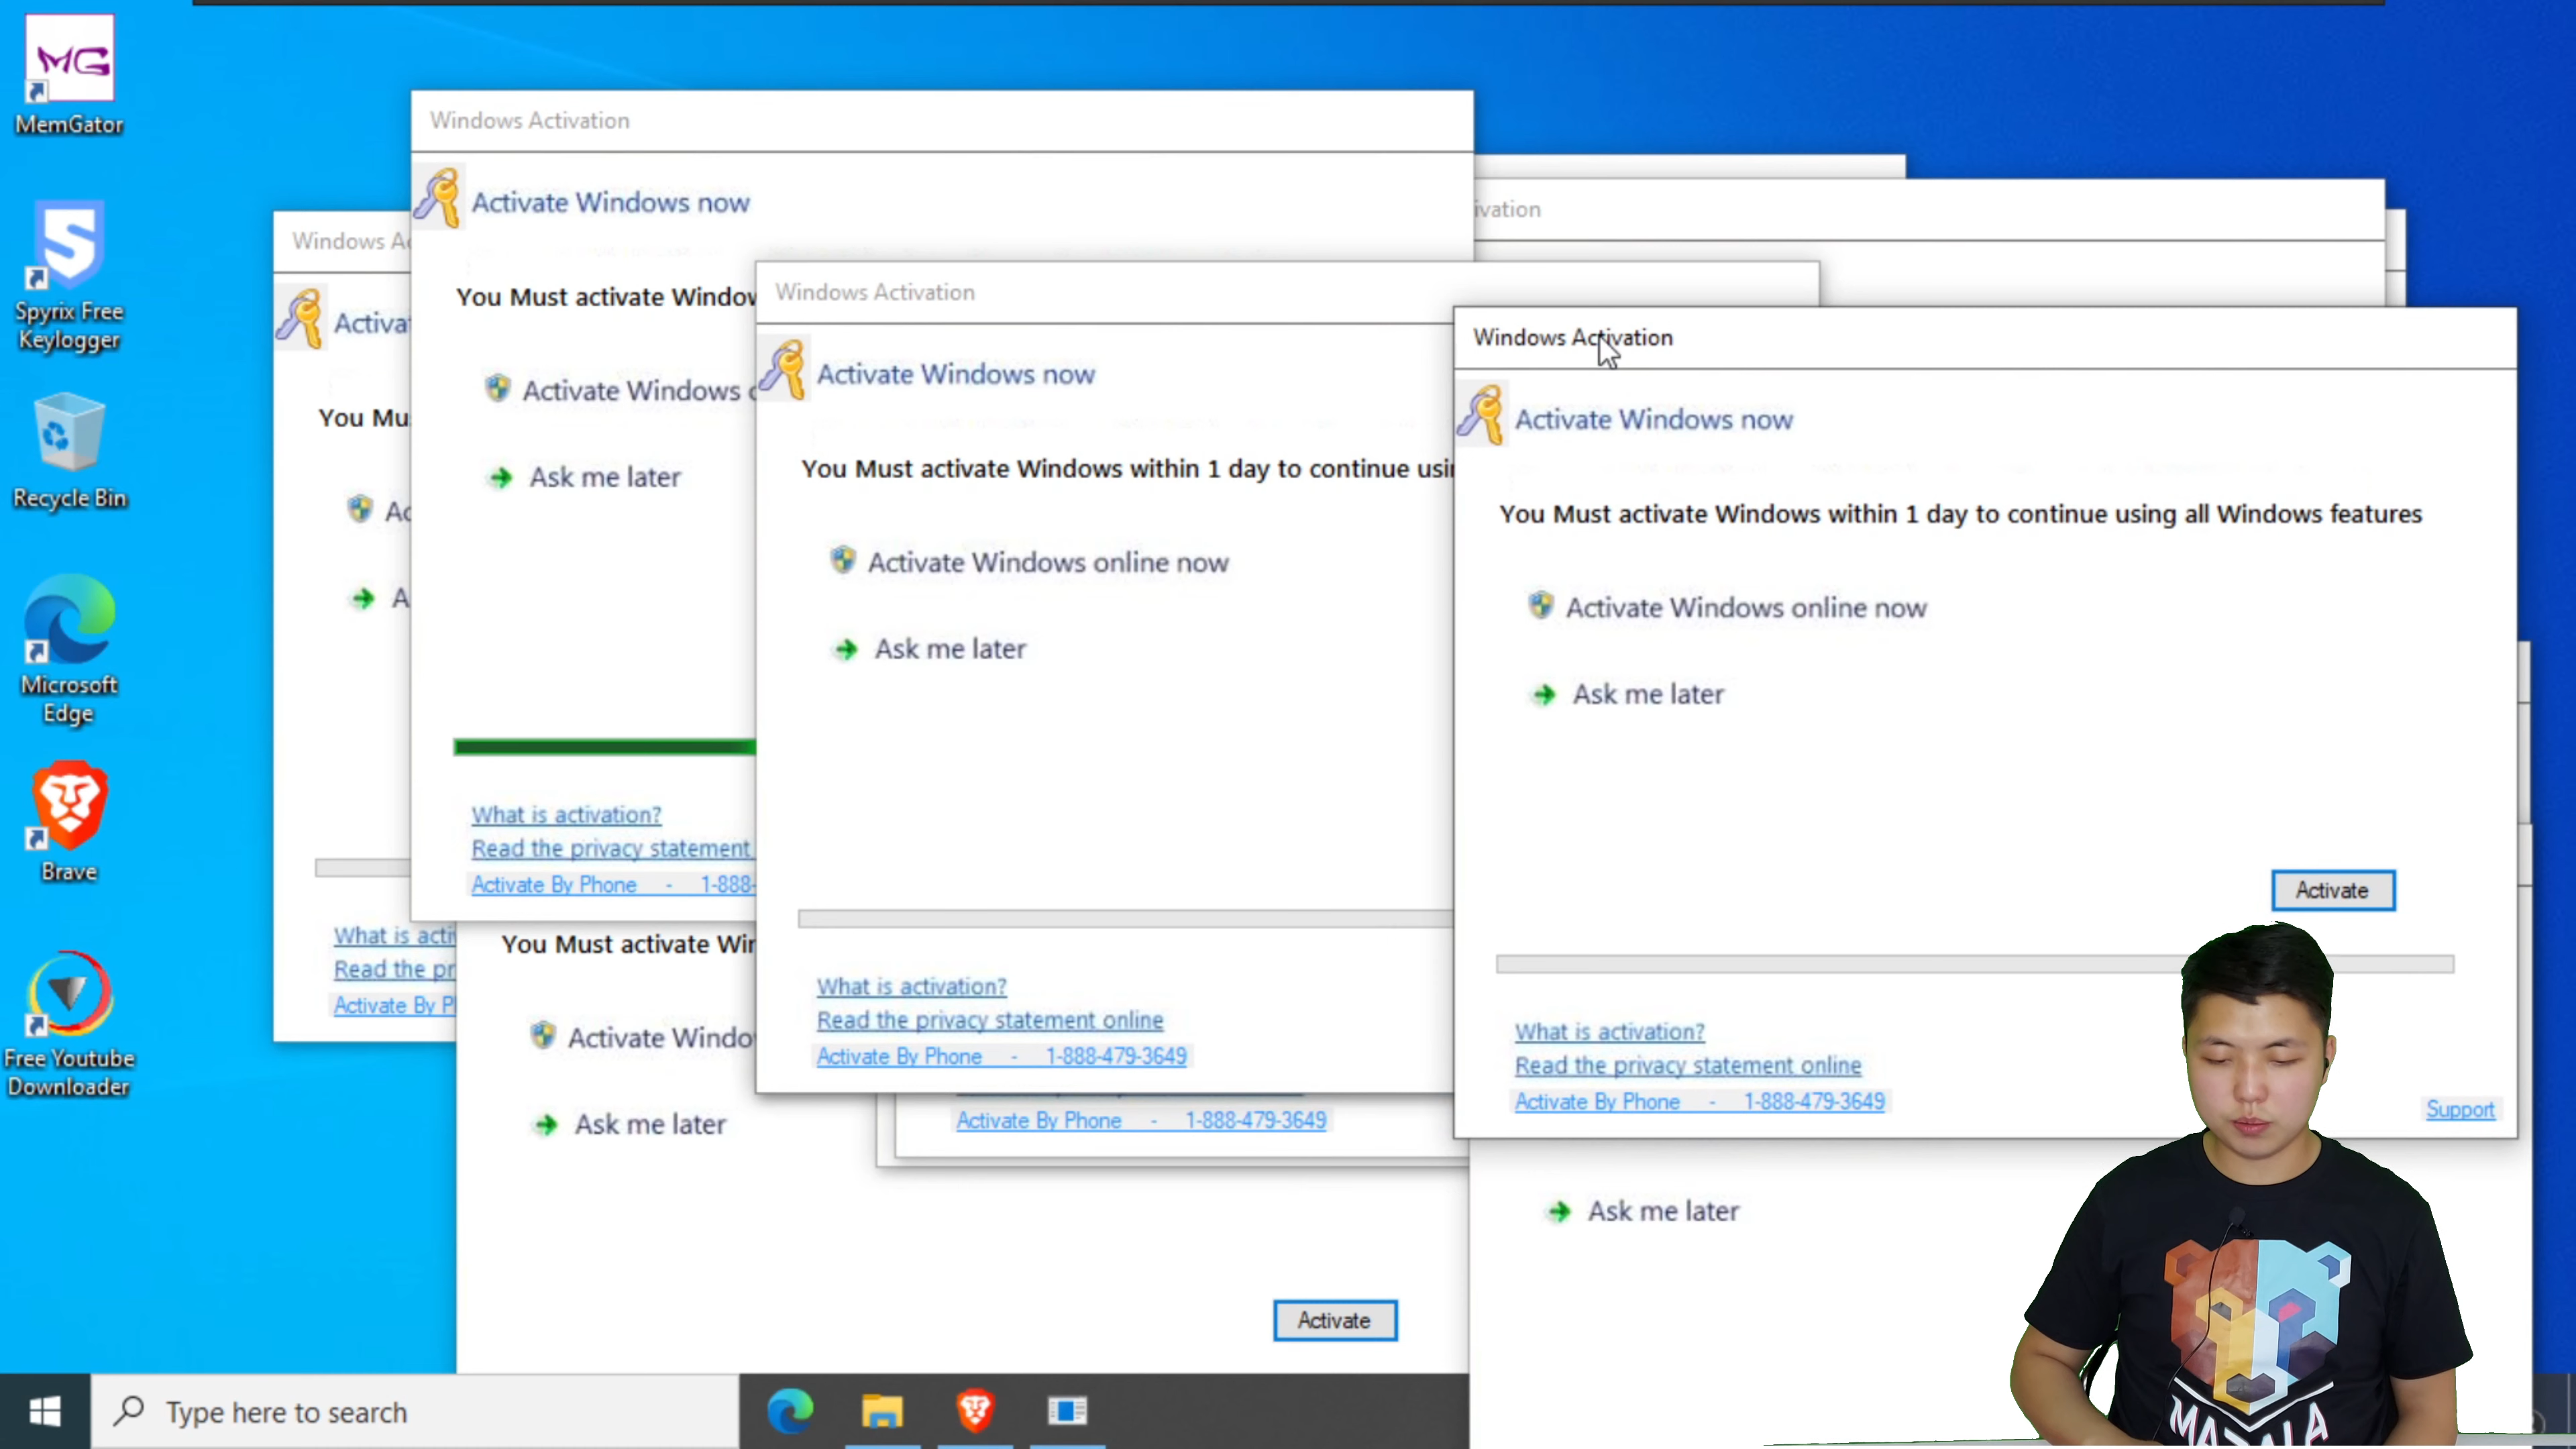 MG
MemGator
Spyrix Free
Keylogger
Recycle Bin
Microsoft
Edge
Brave
Free Youtube
Downloader
Windows Ac
Activa
You Mu
Ac
A
What is acti
Read the pr
Activate By P
Windows Activation
Activate Windows now
You Must activate Window
Activate Windows o
Ask me later
What is activation?
Read the privacy statement
Activate By Phone - 1-888-
ivation
You Must activate Wir
Activate Windo
Ask me later
Activate
Activate By Phone - 1-888-479-3649
Windows Activation
Activate Windows now
You Must activate Windows within 1 day to continue usi
Activate Windows online now
Ask me later
What is activation?
Read the privacy statement online
Activate By Phone - 1-888-479-3649
Windows Activation
Activate Windows now
You Must activate Windows within 1 day to continue using all Windows features
Activate Windows online now
Ask me later
Activate
What is activation?
Read the privacy statement online
Activate By Phone - 1-888-479-3649
Support
Ask me later
Type here to search